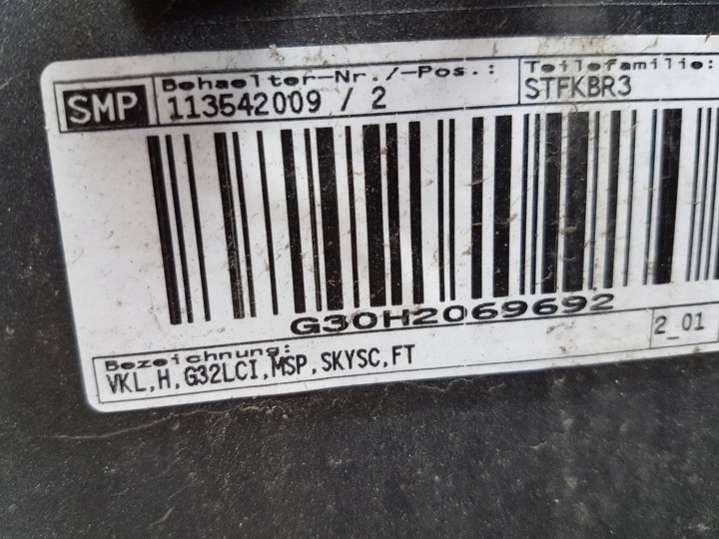 SMP
Behaelter-Nr./-Pos.:
113542009 / 2
Teilefamilie:
STFKBR3
G30H2069692
2_01
Bezeichnung:
VKL,H,G32LCI,MSP,SKYSC,FT